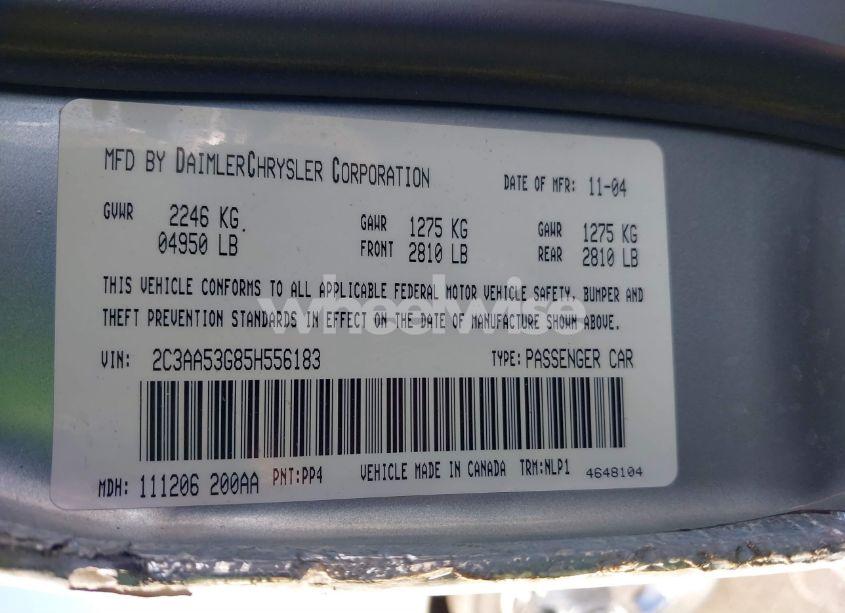 MFD BY DAIMLERCHRYSLER CORPORATION DATE OF MFR: 11-04
GVWR 2246 KG. GAWR 1275 KG GAWR 1275 KG
04950 LB FRONT 2810 LB REAR 2810 LB
THIS VEHICLE CONFORMS TO ALL APPLICABLE FEDERAL MOTOR VEHICLE SAFETY, BUMPER AND
THEFT PREVENTION STANDARDS IN EFFECT ON THE DATE OF MANUFACTURE SHOWN ABOVE.
wheelwise
VIN: 2C3AA53G85H556183 TYPE: PASSENGER CAR
MDH: 111206 200AA PNT:PP4 VEHICLE MADE IN CANADA TRM:NLP1 4648104